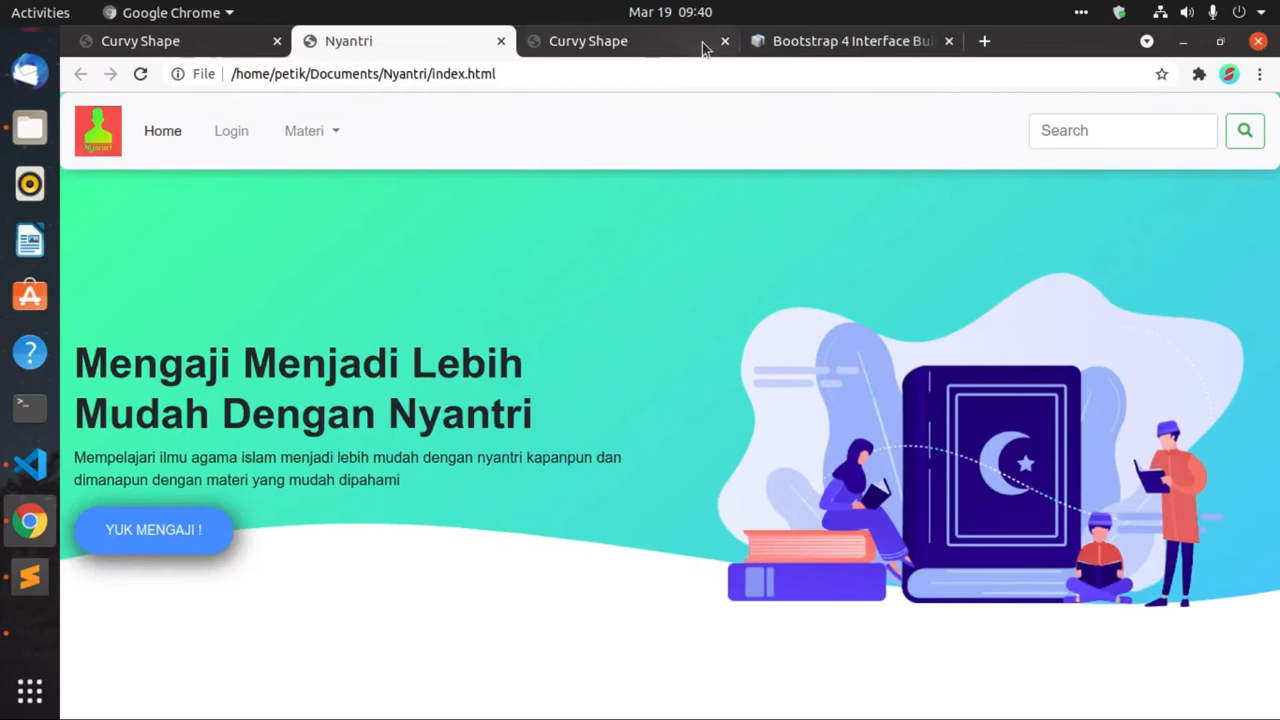 Activities
Google Chrome
Mar 19 09:40
Curvy Shape
Nyantri
Curvy Shape
Bootstrap 4 Interface Bui
File
/home/petik/Documents/Nyantri/index.html
Nyantri
Home
Login
Materi
Search
Mengaji Menjadi Lebih
Mudah Dengan Nyantri
Mempelajari ilmu agama islam menjadi lebih mudah dengan nyantri kapanpun dan
dimanapun dengan materi yang mudah dipahami
YUK MENGAJI !